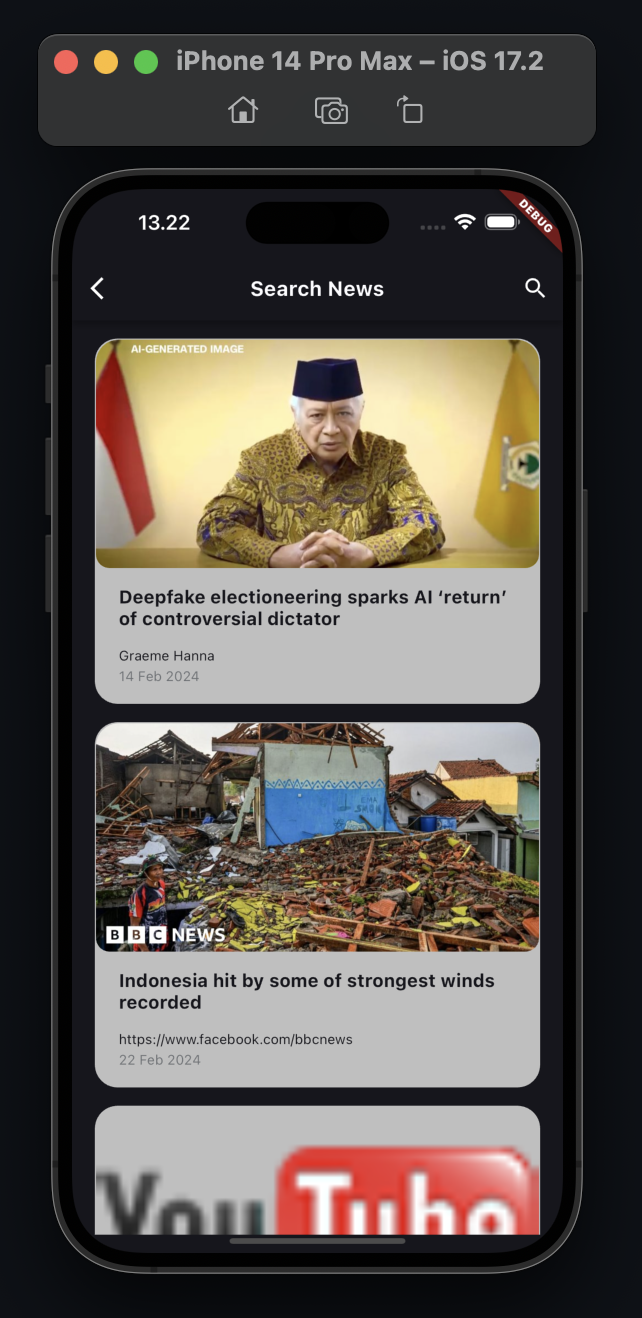 iPhone 14 Pro Max – iOS 17.2
13.22
DEBUG
Search News
AI-GENERATED IMAGE
Deepfake electioneering sparks AI ‘return’
of controversial dictator
Graeme Hanna
14 Feb 2024
BBC NEWS
Indonesia hit by some of strongest winds
recorded
https://www.facebook.com/bbcnews
22 Feb 2024
YouTube